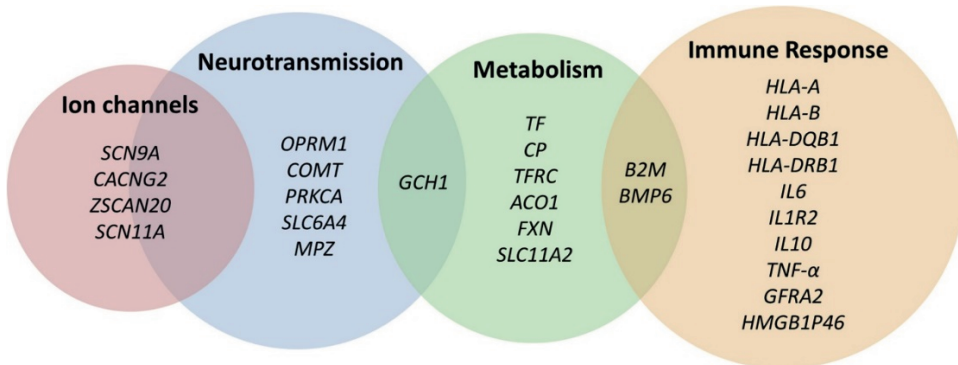 Ion channels
SCN9A
CACNG2
ZSCAN20
SCN11A
Neurotransmission
OPRM1
COMT
PRKCA
SLC6A4
MPZ
GCH1
Metabolism
TF
CP
TFRC
ACO1
FXN
SLC11A2
B2M
BMP6
Immune Response
HLA-A
HLA-B
HLA-DQB1
HLA-DRB1
IL6
IL1R2
IL10
TNF-α
GFRA2
HMGB1P46